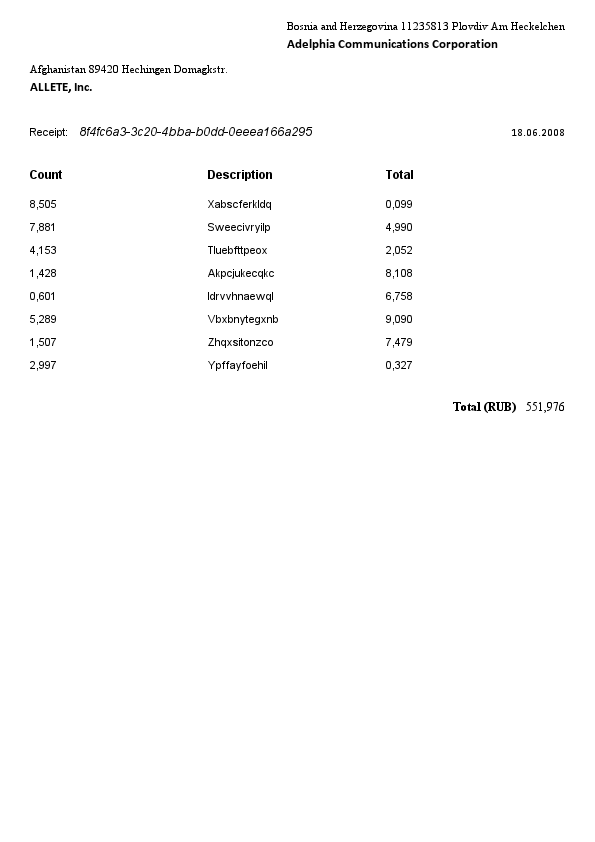 Bosnia and Herzegovina 11235813 Plovdiv Am Heckelchen
Adelphia Communications Corporation
Afghanistan 89420 Hechingen Domagkstr.
ALLETE, Inc.
Receipt: 8f4fc6a3-3c20-4bba-b0dd-0eeea166a295 18.06.2008
Count Description Total
8,505 Xabscferkldq 0,099
7,881 Sweecivryilp 4,990
4,153 Tluebfttpeox 2,052
1,428 Akpcjukecqkc 8,108
0,601 Idrvvhnaewql 6,758
5,289 Vbxbnytegxnb 9,090
1,507 Zhqxsitonzco 7,479
2,997 Ypffayfoehil 0,327
Total (RUB) 551,976